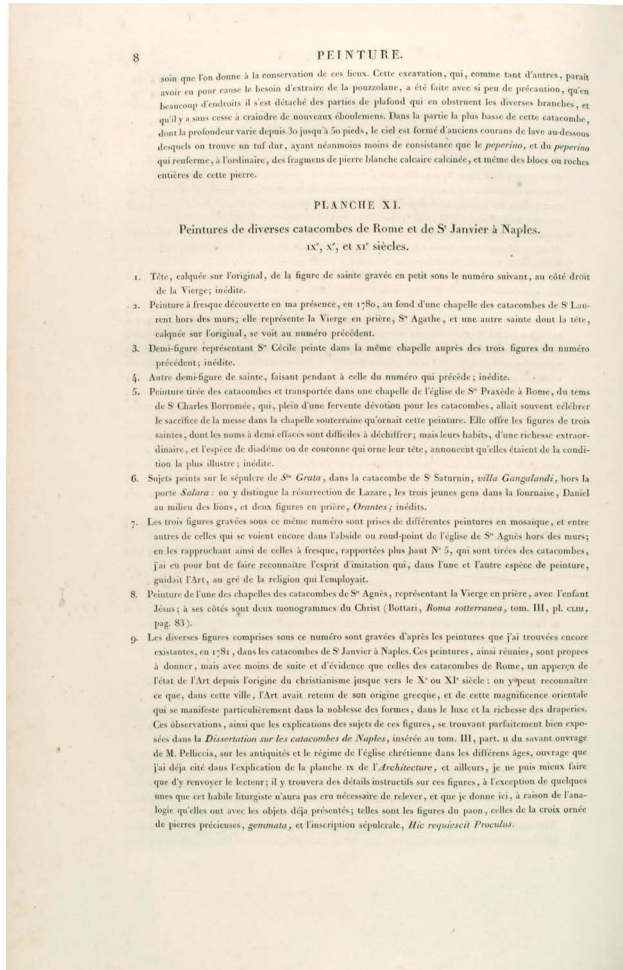 8
PEINTURE.
soin que l'on donne à la conservation de ces lieux. Cette excavation, qui, comme tant d'autres, paraît
avoir eu pour cause le besoin d'extraire de la pouzzolane, a été faite avec si peu de précaution, qu'en
beaucoup d'endroits il s'est détaché des parties de plafond qui en obstruent les diverses branches, et
qu'il y a sans cesse à craindre de nouveaux éboulemens. Dans la partie la plus basse de cette catacombe,
dont la profondeur varie depuis 30 jusqu'à 50 pieds, le ciel est formé d'anciens courans de lave au-dessous
desquels on trouve un tuf dur, ayant néanmoins moins de consistance que le peperino, et du peperino
qui renferme, à l'ordinaire, des fragmens de pierre blanche calcaire calcinée, et même des blocs ou roches
entières de cette pierre.
PLANCHE XI.
Peintures de diverses catacombes de Rome et de St Janvier à Naples.
IXe, Xe, et XIe siècles.
1. Tête, calquée sur l'original, de la figure de sainte gravée en petit sous le numéro suivant, au côté droit
de la Vierge; inédite.
2. Peinture à fresque découverte en ma présence, en 1780, au fond d'une chapelle des catacombes de St Lau-
rent hors des murs; elle représente la Vierge en prière, Ste Agathe, et une autre sainte dont la tête,
calquée sur l'original, se voit au numéro précédent.
3. Demi-figure représentant Ste Cécile peinte dans la même chapelle auprès des trois figures du numéro
précédent; inédite.
4. Autre demi-figure de sainte, faisant pendant à celle du numéro qui précède; inédite.
5. Peinture tirée des catacombes et transportée dans une chapelle de l'église de Ste Praxède à Rome, du tems
de St Charles Borromée, qui, plein d'une fervente dévotion pour les catacombes, allait souvent célébrer
le sacrifice de la messe dans la chapelle souterraine qu'ornait cette peinture. Elle offre les figures de trois
saintes, dont les noms à demi effacés sont difficiles à déchiffrer; mais leurs habits, d'une richesse extraor-
dinaire, et l'espèce de diadême ou de couronne qui orne leur tête, annoncent qu'elles étaient de la condi-
tion la plus illustre; inédite.
6. Sujets peints sur le sépulcre de Ste Grata, dans la catacombe de St Saturnin, villa Gangalandi, hors la
porte Salara: on y distingue la résurrection de Lazare, les trois jeunes gens dans la fournaise, Daniel
au milieu des lions, et deux figures en prière, Orantes; inédits.
7. Les trois figures gravées sous ce même numéro sont prises de différentes peintures en mosaïque, et entre
autres de celles qui se voient encore dans l'abside ou rond-point de l'église de Ste Agnès hors des murs;
en les rapprochant ainsi de celles à fresque, rapportées plus haut No 5, qui sont tirées des catacombes,
j'ai eu pour but de faire reconnaître l'esprit d'imitation qui, dans l'une et l'autre espèce de peinture,
guidait l'Art, au gré de la religion qui l'employait.
8. Peinture de l'une des chapelles des catacombes de Ste Agnès, représentant la Vierge en prière, avec l'enfant
Jésus; à ses côtés sont deux monogrammes du Christ (Bottari, Roma sotterranea, tom. III, pl. CLIII,
pag. 83).
9. Les diverses figures comprises sous ce numéro sont gravées d'après les peintures que j'ai trouvées encore
existantes, en 1781, dans les catacombes de St Janvier à Naples. Ces peintures, ainsi réunies, sont propres
à donner, mais avec moins de suite et d'évidence que celles des catacombes de Rome, un apperçu de
l'état de l'Art depuis l'origine du christianisme jusque vers le Xe ou XIe siècle: on y peut reconnaître
ce que, dans cette ville, l'Art avait retenu de son origine grecque, et de cette magnificence orientale
qui se manifeste particulièrement dans la noblesse des formes, dans le luxe et la richesse des draperies.
Ces observations, ainsi que les explications des sujets de ces figures, se trouvant parfaitement bien expo-
sées dans la Dissertation sur les catacombes de Naples, insérée au tom. III, part. II du savant ouvrage
de M. Pelliccia, sur les antiquités et le régime de l'église chrétienne dans les différens âges, ouvrage que
j'ai déja cité dans l'explication de la planche IX de l'Architecture, et ailleurs, je ne puis mieux faire
que d'y renvoyer le lecteur; il y trouvera des détails instructifs sur ces figures, à l'exception de quelques
unes que cet habile liturgiste n'aura pas cru nécessaire de relever, et que je donne ici, à raison de l'ana-
logie qu'elles ont avec les objets déja présentés; telles sont les figures du paon, celles de la croix ornée
de pierres précieuses, gemmata, et l'inscription sépulcrale, Hic requiescit Proculus.